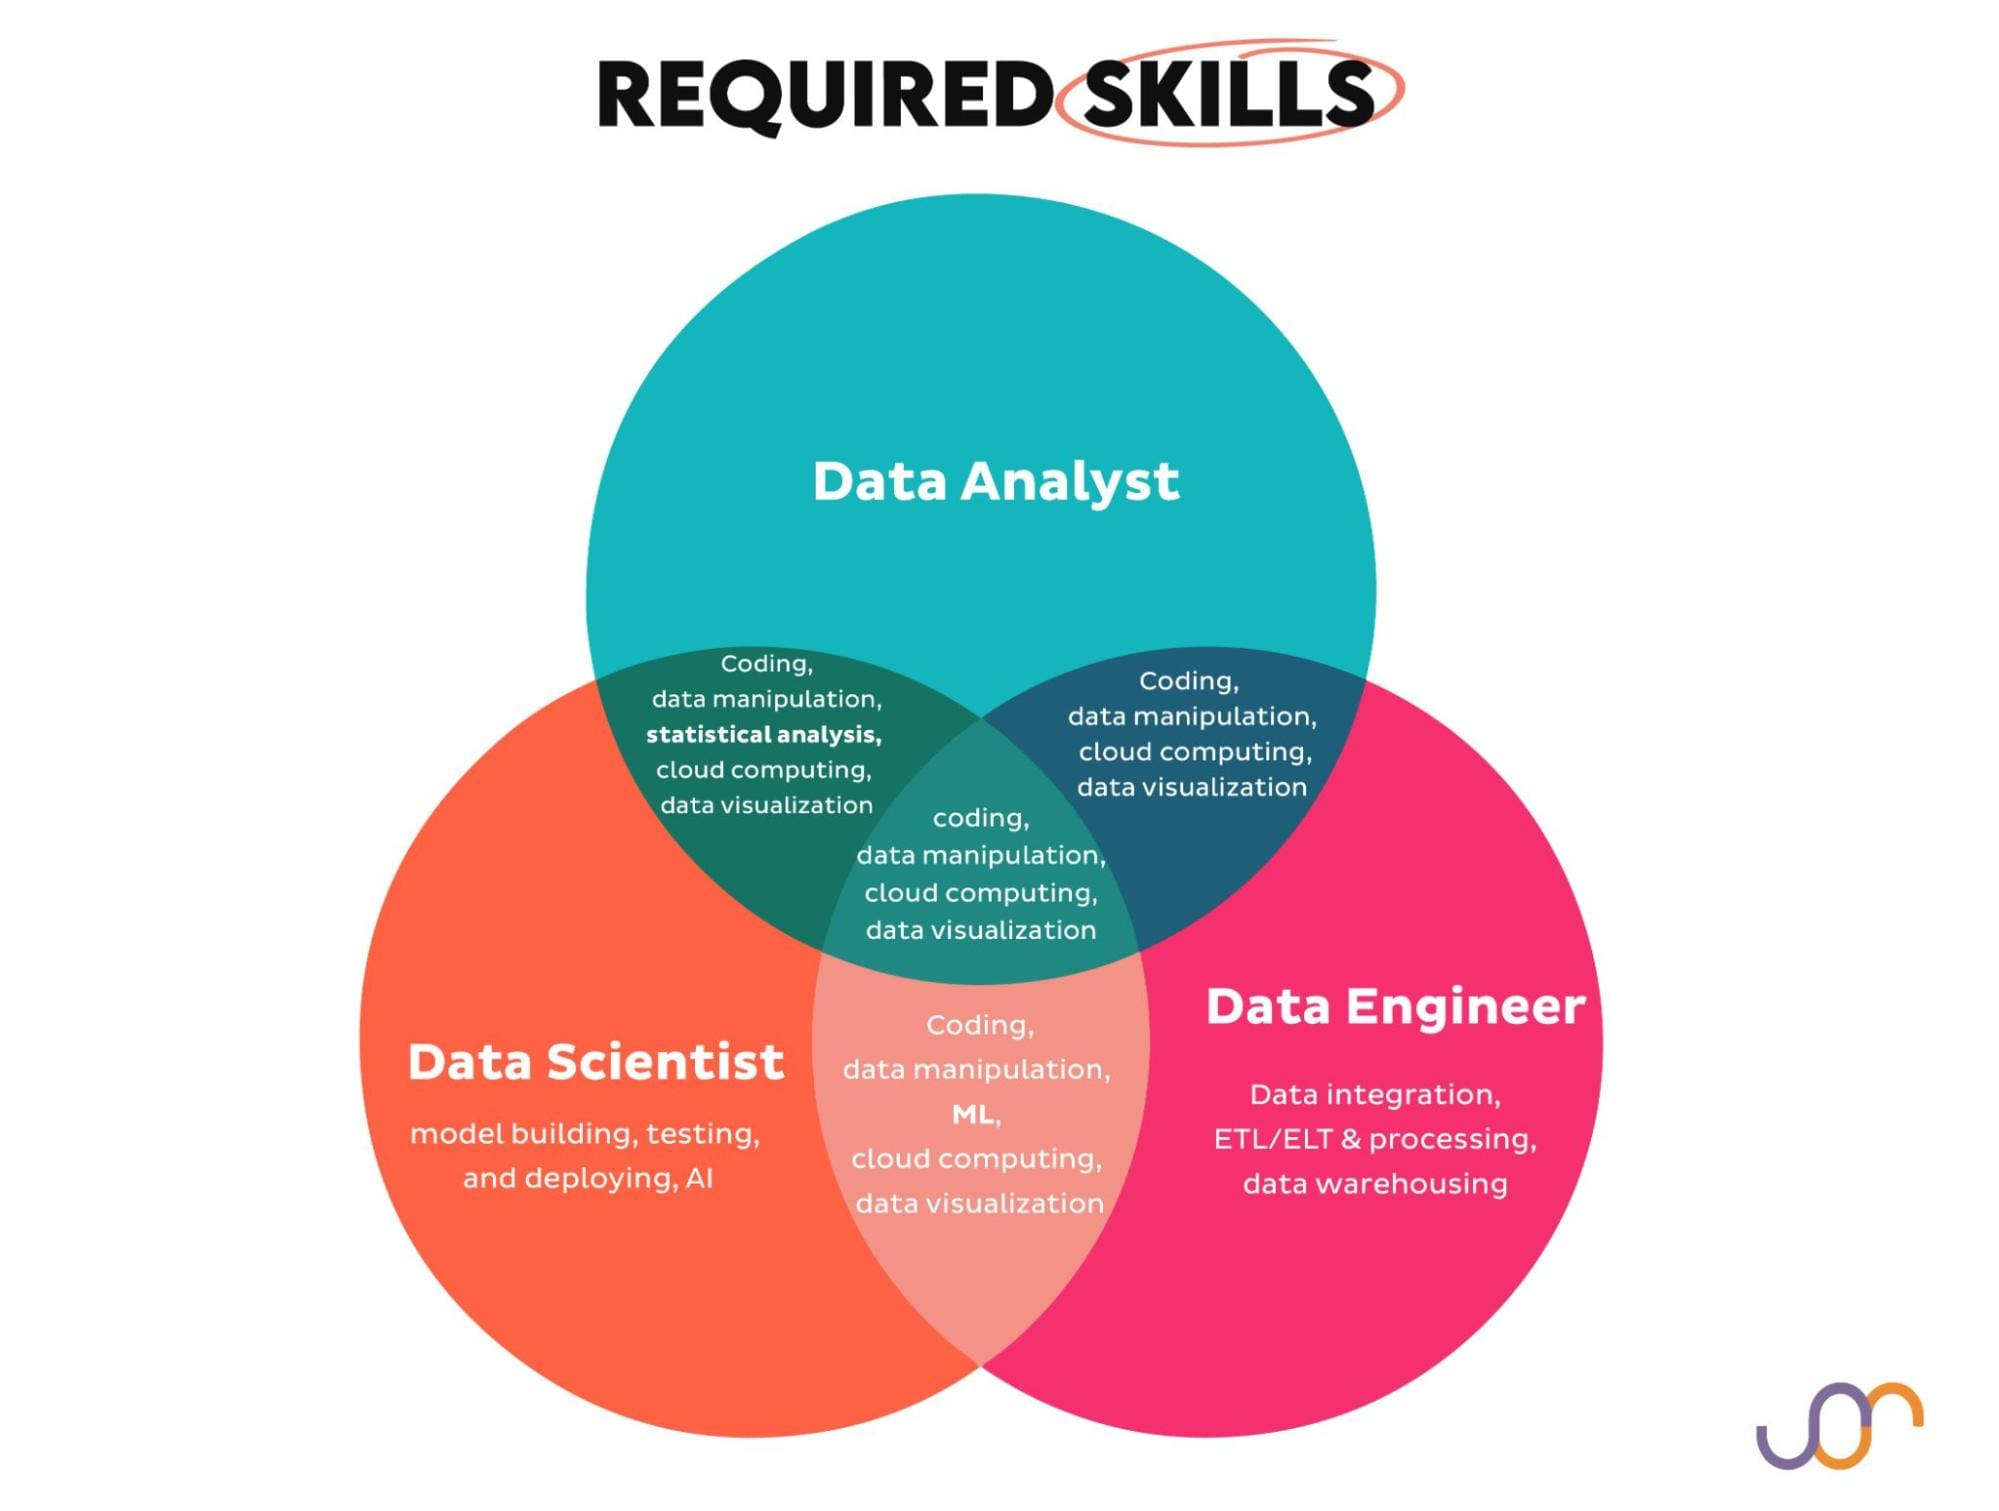 REQUIRED SKILLS
Data Analyst
Coding,
data manipulation,
statistical analysis,
cloud computing,
data visualization
Coding,
data manipulation,
cloud computing,
data visualization
coding,
data manipulation,
cloud computing,
data visualization
Data Scientist
model building, testing,
and deploying, AI
Coding,
data manipulation,
ML,
cloud computing,
data visualization
Data Engineer
Data integration,
ETL/ELT & processing,
data warehousing